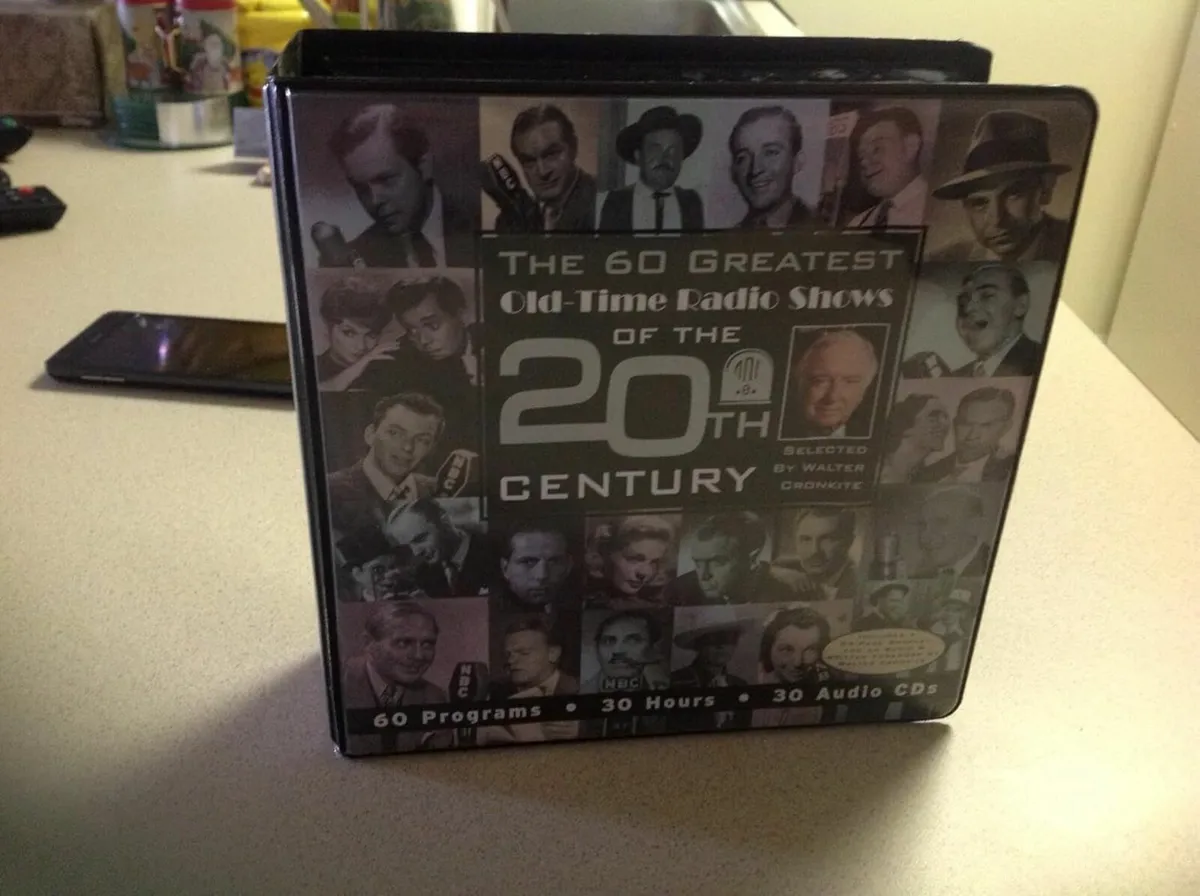 NBC
THE 60 GREATEST
Old-Time Radio Shows
OF THE
20TH
CENTURY
SELECTED
BY WALTER
CRONKITE
NBC
NBC
NBC
60 Programs • 30 Hours • 30 Audio CDs